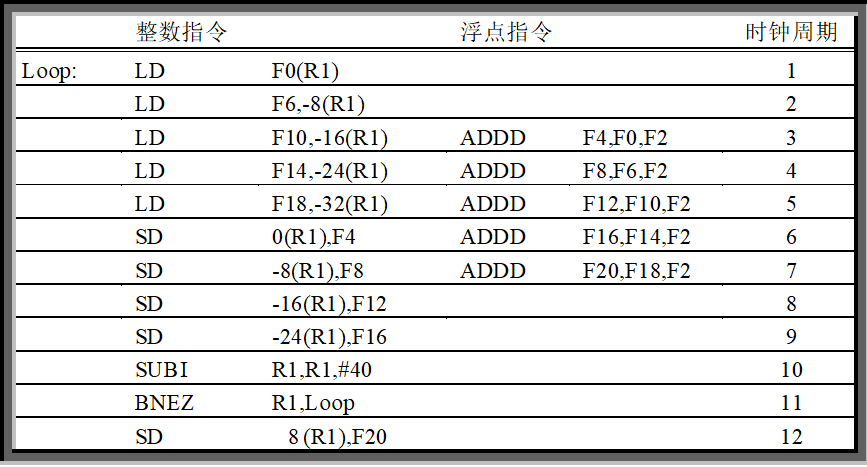 整数指令 浮点指令 时钟周期
Loop: LD F0(R1) 1
LD F6,-8(R1) 2
LD F10,-16(R1) ADDD F4,F0,F2 3
LD F14,-24(R1) ADDD F8,F6,F2 4
LD F18,-32(R1) ADDD F12,F10,F2 5
SD 0(R1),F4 ADDD F16,F14,F2 6
SD -8(R1),F8 ADDD F20,F18,F2 7
SD -16(R1),F12 8
SD -24(R1),F16 9
SUBI R1,R1,#40 10
BNEZ R1,Loop 11
SD 8(R1),F20 12